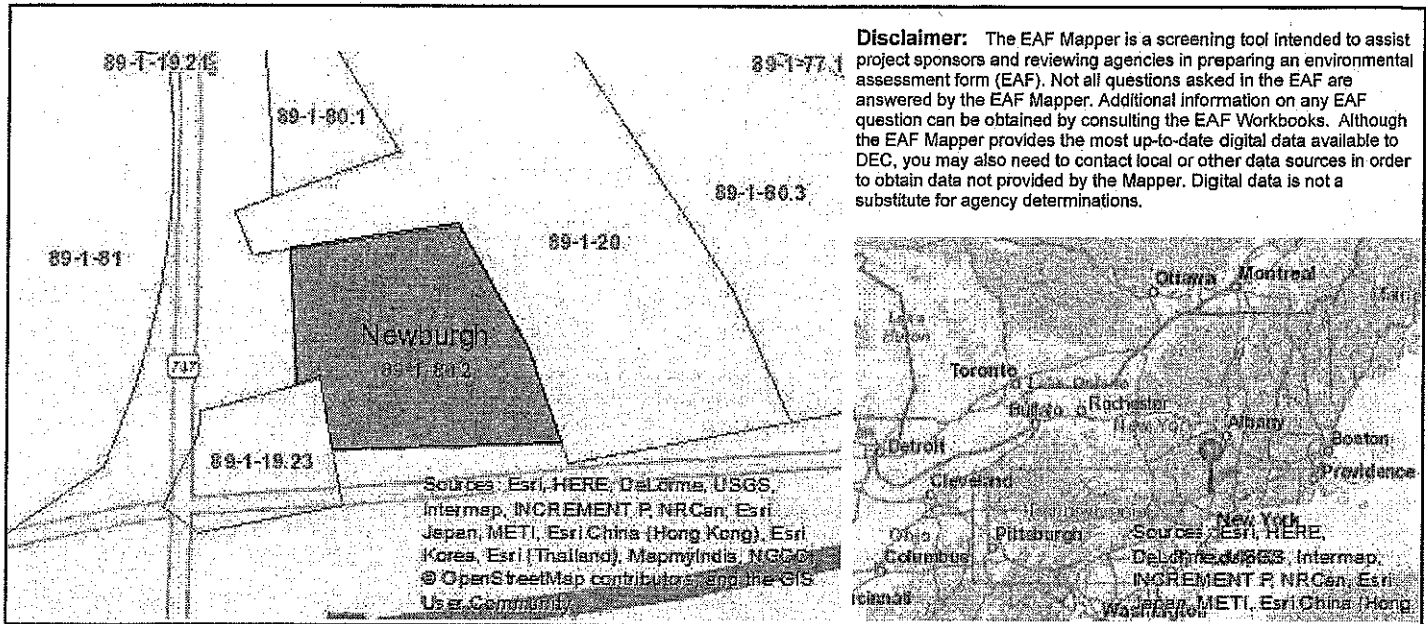 Disclaimer: The EAF Mapper is a screening tool intended to assist
project sponsors and reviewing agencies in preparing an environmental
assessment form (EAF). Not all questions asked in the EAF are
answered by the EAF Mapper. Additional information on any EAF
question can be obtained by consulting the EAF Workbooks. Although
the EAF Mapper provides the most up-to-date digital data available to
DEC, you may also need to contact local or other data sources in order
to obtain data not provided by the Mapper. Digital data is not a
substitute for agency determinations.
89-1-77.1
89-1-80.1
89-1-80.3
89-1-20
89-1-81
Newburgh
747
89-1-19.23
Sources: Esri, HERE, DeLorme, USGS,
Intermap, INCREMENT P, NRCan, Esri
Japan, METI, Esri China (Hong Kong), Esri
Korea, Esri (Thailand), MapmyIndia, NGCC,
© OpenStreetMap contributors, and the GIS
User Community
Ottawa
Montreal
Toronto
Buffalo
Rochester
New York
Albany
Detroit
Boston
Providence
Cleveland
Ohio
Columbus
Pittsburgh
New York
Sources: Esri, HERE,
Intermap,
INCREMENT P, NRCan, Esri
Japan, METI, Esri China (Hong
cinnati
Washington